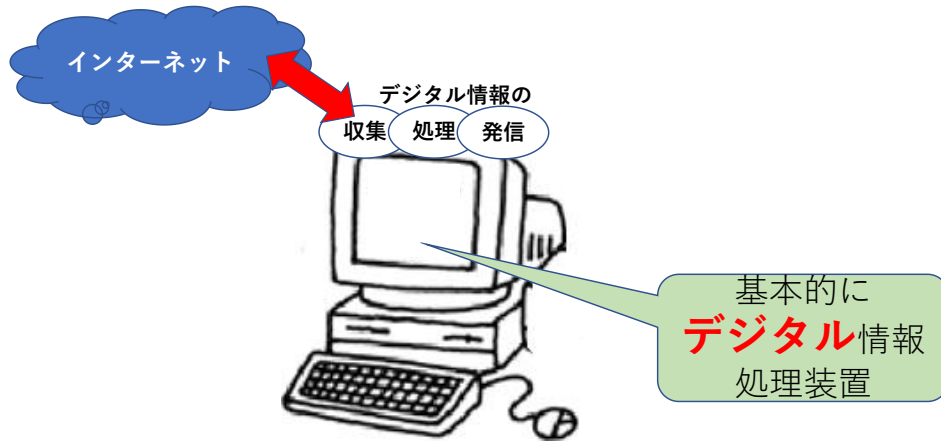 インターネット
デジタル情報の
収集 処理 発信
基本的に
デジタル情報
処理装置